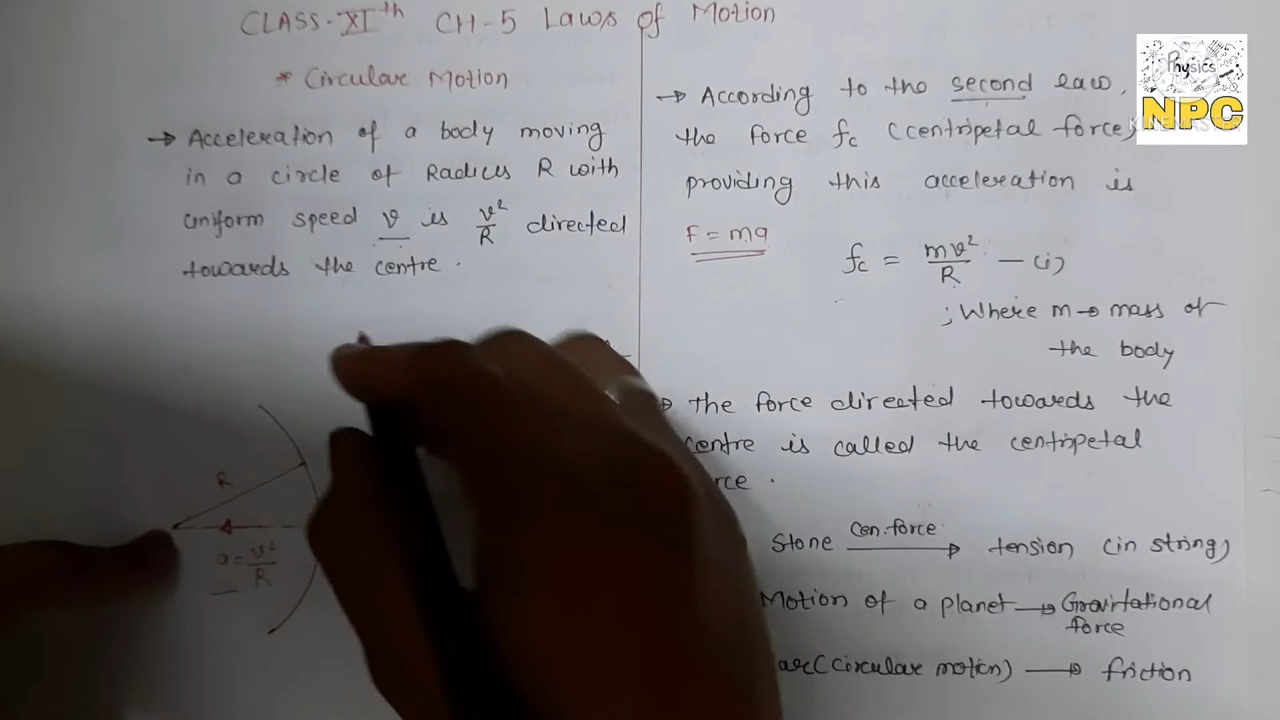 CLASS-XIth CH-5 Laws of Motion
* Circular Motion
→ Acceleration of a body moving
in a circle of Radius R with
uniform speed v is v²/R directed
towards the centre.
R
a = v²/R
→ According to the second law,
the force fc (centripetal force)
providing this acceleration is
F = ma
fc = mv²/R — (i)
; Where m → mass of
the body
→ The force directed towards the
centre is called the centripetal
Stone Cen. force → tension (in string)
Motion of a planet → Gravitational
force
(circular motion) → friction
Physics
NPC